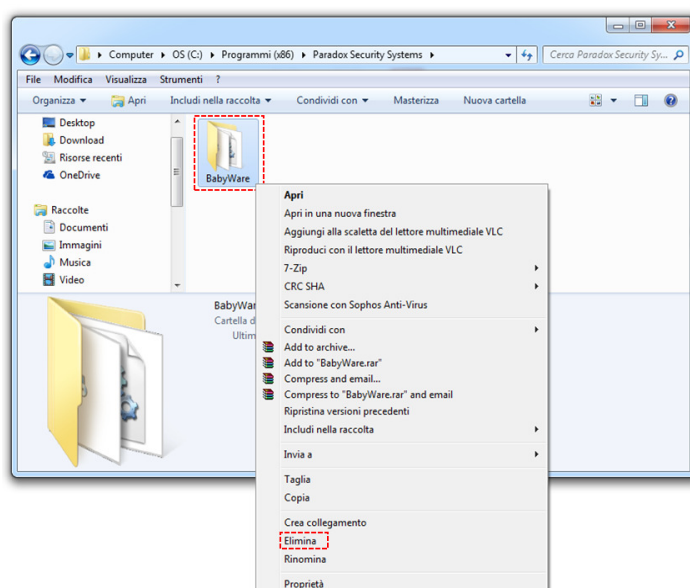 Computer ▸ OS (C:) ▸ Programmi (x86) ▸ Paradox Security Systems ▸
Cerca Paradox Security Sy...
File Modifica Visualizza Strumenti ?
Organizza Apri Includi nella raccolta Condividi con Masterizza Nuova cartella
Desktop
Download
Risorse recenti
OneDrive
Raccolte
Documenti
Immagini
Musica
Video
BabyWare
BabyWar
Cartella d
Ultim
Apri
Apri in una nuova finestra
Aggiungi alla scaletta del lettore multimediale VLC
Riproduci con il lettore multimediale VLC
7-Zip
CRC SHA
Scansione con Sophos Anti-Virus
Condividi con
Add to archive...
Add to "BabyWare.rar"
Compress and email...
Compress to "BabyWare.rar" and email
Ripristina versioni precedenti
Includi nella raccolta
Invia a
Taglia
Copia
Crea collegamento
Elimina
Rinomina
Proprietà